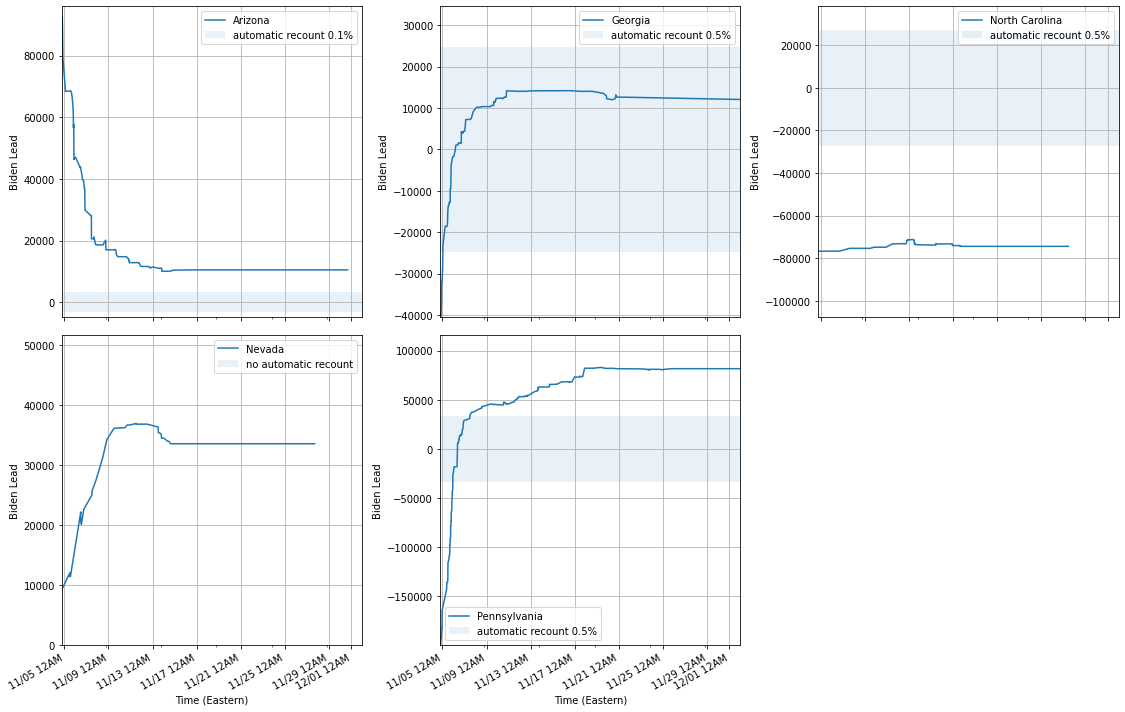 Arizona
automatic recount 0.1%
80000
60000
40000
20000
0
Biden Lead
Georgia
automatic recount 0.5%
30000
20000
10000
0
−10000
−20000
−30000
−40000
Biden Lead
North Carolina
automatic recount 0.5%
20000
0
−20000
−40000
−60000
−80000
−100000
Biden Lead
Nevada
no automatic recount
50000
40000
30000
20000
10000
0
Biden Lead
11/05 12AM
11/09 12AM
11/13 12AM
11/17 12AM
11/21 12AM
11/25 12AM
11/29 12AM
12/01 12AM
Time (Eastern)
100000
50000
0
−50000
−100000
−150000
Biden Lead
Pennsylvania
automatic recount 0.5%
11/05 12AM
11/09 12AM
11/13 12AM
11/17 12AM
11/21 12AM
11/25 12AM
11/29 12AM
12/01 12AM
Time (Eastern)